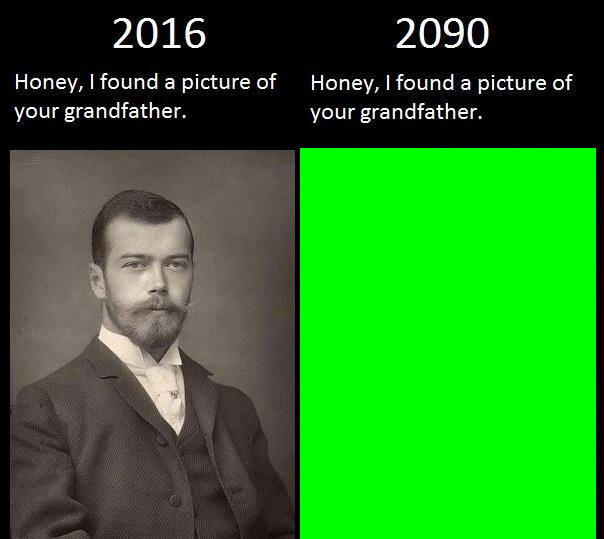 2016
Honey, I found a picture of
your grandfather.
2090
Honey, I found a picture of
your grandfather.